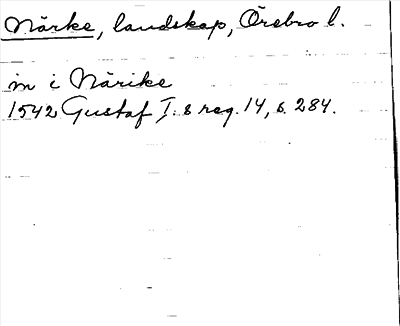 Närke, landskap, Örebro l.
in i Närike
1542 Gustaf I:s reg. 14, s. 284.